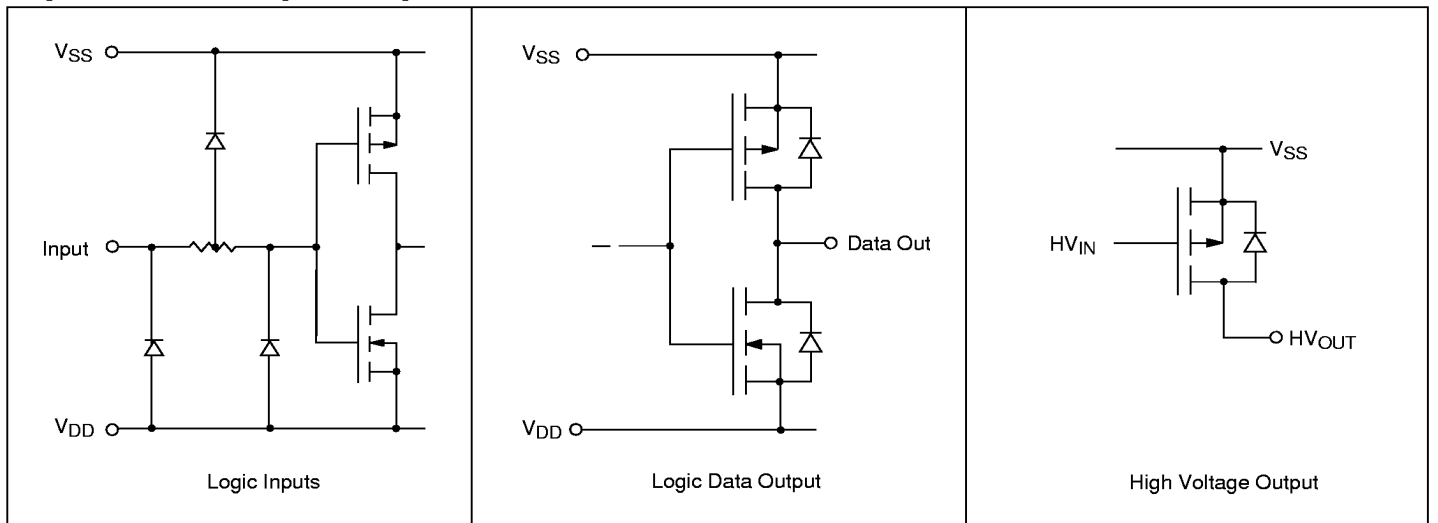 VSS
Input
VDD
Logic Inputs
VSS
Data Out
VDD
Logic Data Output
VSS
HVIN
HVOUT
High Voltage Output